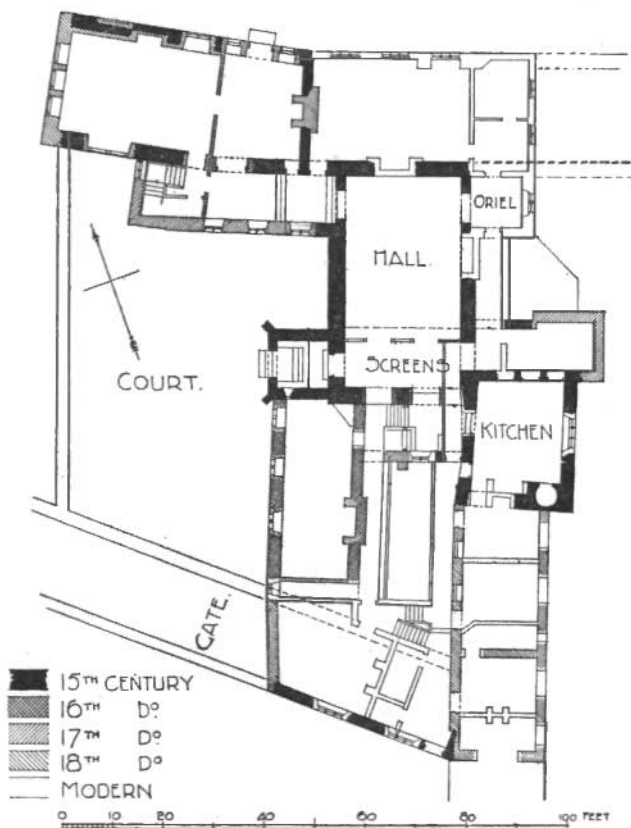 ORIEL
HALL.
SCREENS
COURT.
KITCHEN
GATE.
15TH CENTURY
16TH Dº
17TH Dº
18TH Dº
MODERN
0 20 40 60 80 100 FEET